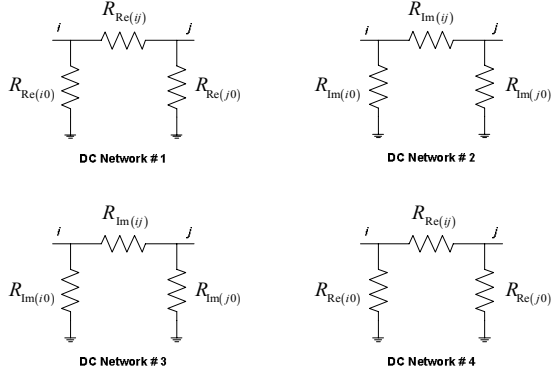 R_Re(ij)
i j
R_Re(i0) R_Re(j0)
DC Network # 1
R_Im(ij)
i j
R_Im(i0) R_Im(j0)
DC Network # 2
R_Im(ij)
i j
R_Im(i0) R_Im(j0)
DC Network # 3
R_Re(ij)
i j
R_Re(i0) R_Re(j0)
DC Network # 4